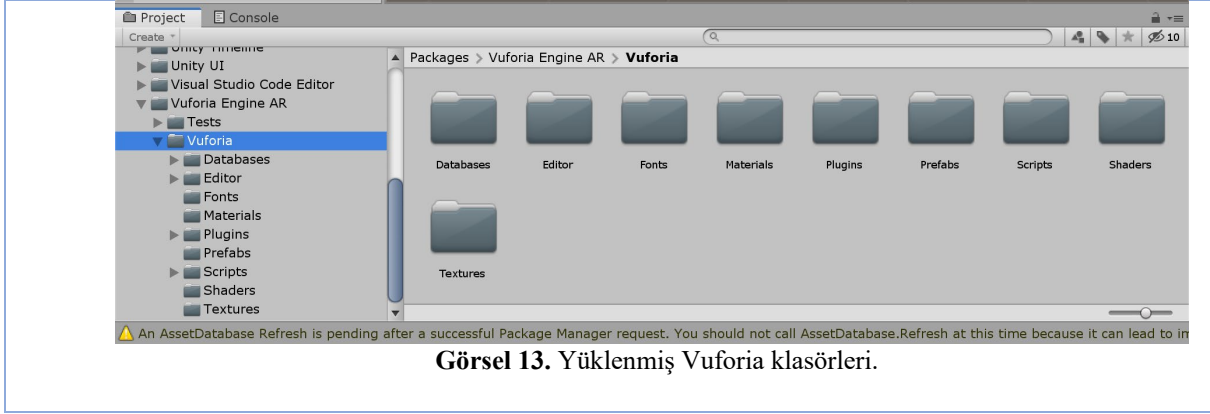 Project Console
Create
10
Unity Timeline
Unity UI
Visual Studio Code Editor
Vuforia Engine AR
Tests
Vuforia
Databases
Editor
Fonts
Materials
Plugins
Prefabs
Scripts
Shaders
Textures
Packages > Vuforia Engine AR > Vuforia
Databases Editor Fonts Materials Plugins Prefabs Scripts Shaders
Textures
An AssetDatabase Refresh is pending after a successful Package Manager request. You should not call AssetDatabase.Refresh at this time because it can lead to
Görsel 13. Yüklenmiş Vuforia klasörleri.